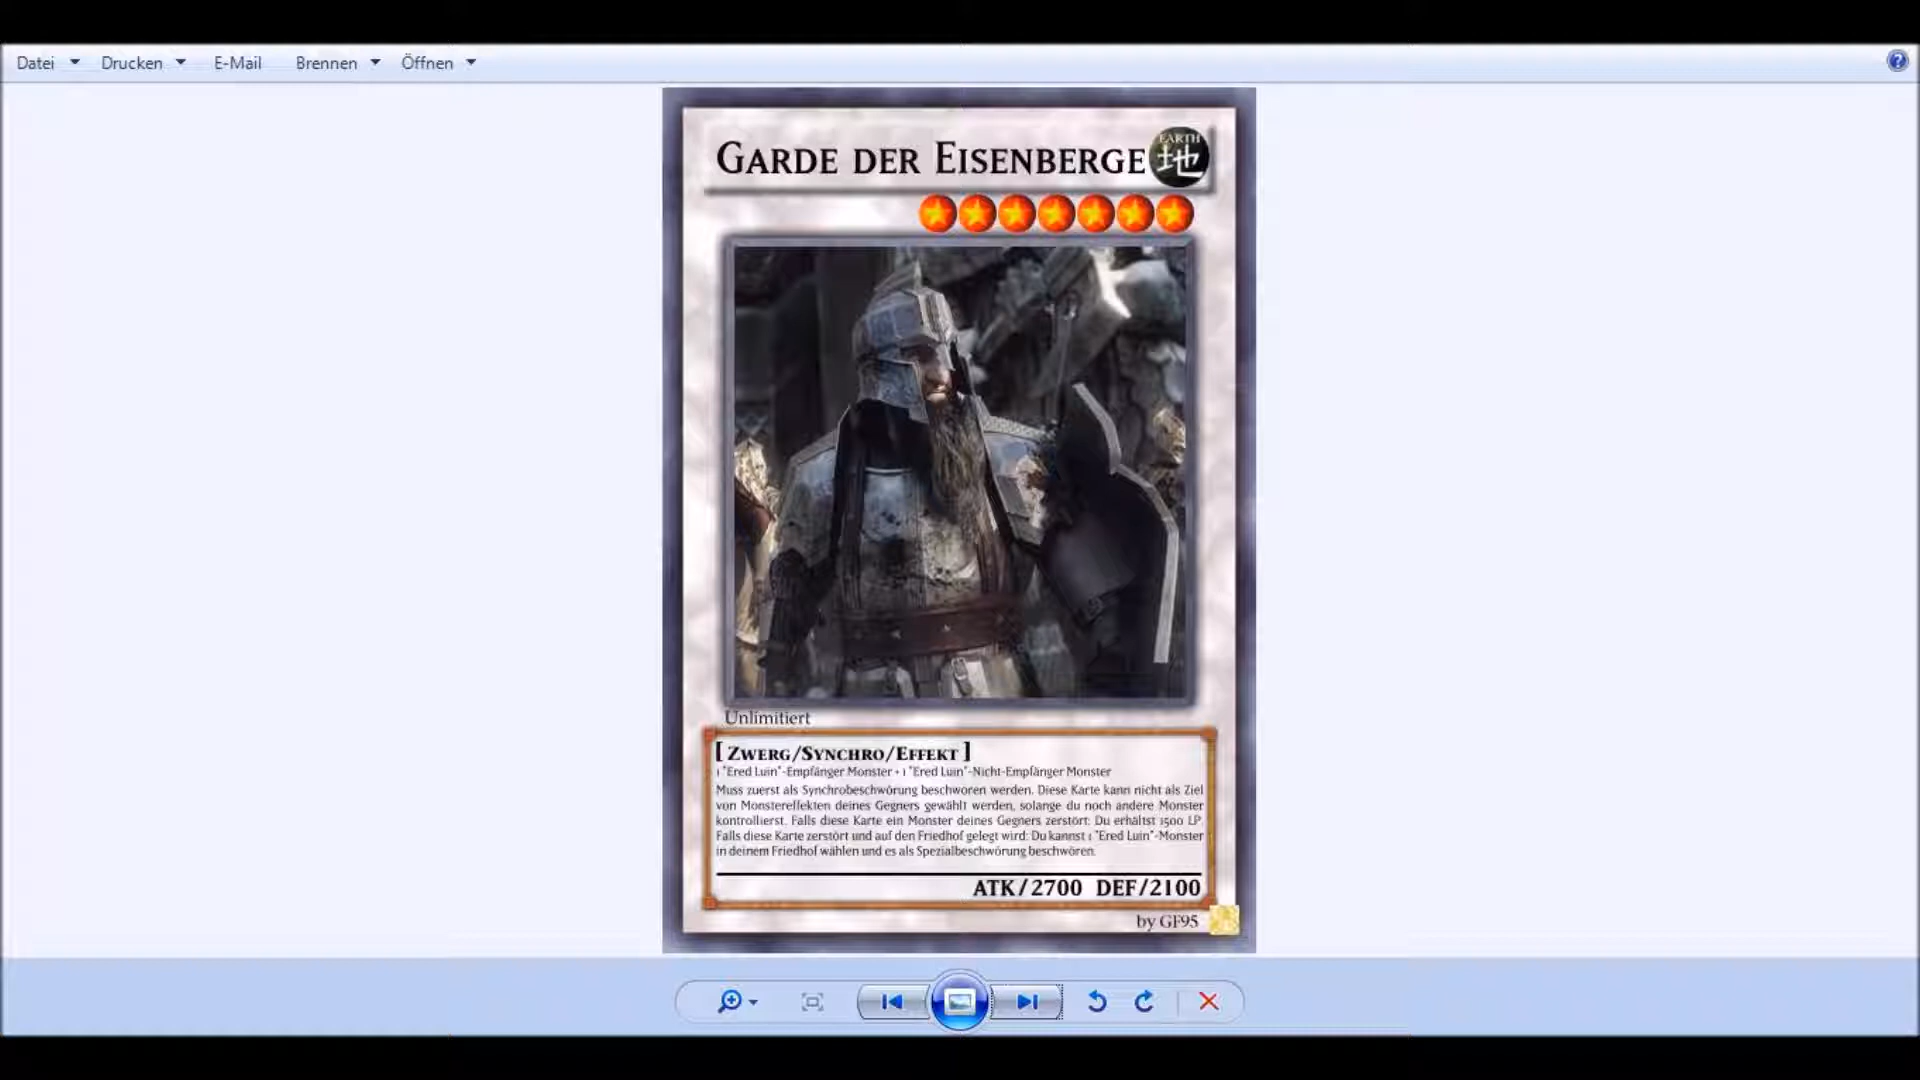 Datei Drucken E-Mail Brennen Öffnen
Garde der Eisenberge
EARTH
地
Unlimitiert
[ Zwerg/Synchro/Effekt ]
1 "Ered Luin"-Empfänger Monster + 1 "Ered Luin"-Nicht-Empfänger Monster
Muss zuerst als Synchrobeschwörung beschworen werden. Diese Karte kann nicht als Ziel
von Monstereffekten deines Gegners gewählt werden, solange du noch andere Monster
kontrollierst. Falls diese Karte ein Monster deines Gegners zerstört: Du erhältst 1500 LP.
Falls diese Karte zerstört und auf den Friedhof gelegt wird: Du kannst 1 "Ered Luin"-Monster
in deinem Friedhof wählen und es als Spezialbeschwörung beschwören.
ATK/2700 DEF/2100
by GF95